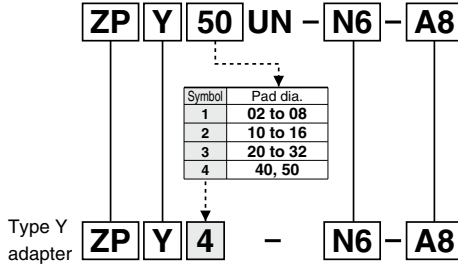 ZP Y 50 UN – N6 – A8
Symbol Pad dia.
1 02 to 08
2 10 to 16
3 20 to 32
4 40, 50
Type Y
adapter
ZP Y 4 – N6 – A8